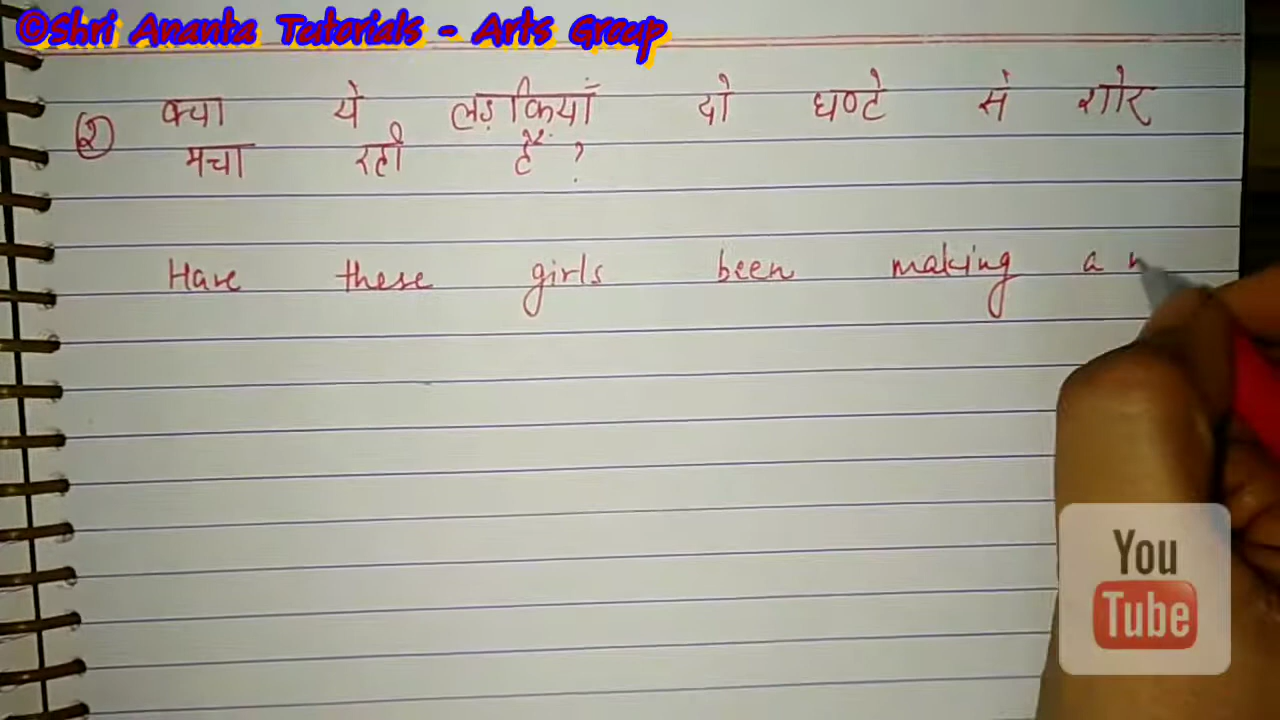 ©Shri Ananta Tutorials - Arts Group
② क्या ये लड़कियाँ दो घण्टे से शोर
मचा रही हैं ?
Have these girls been making a
You
Tube